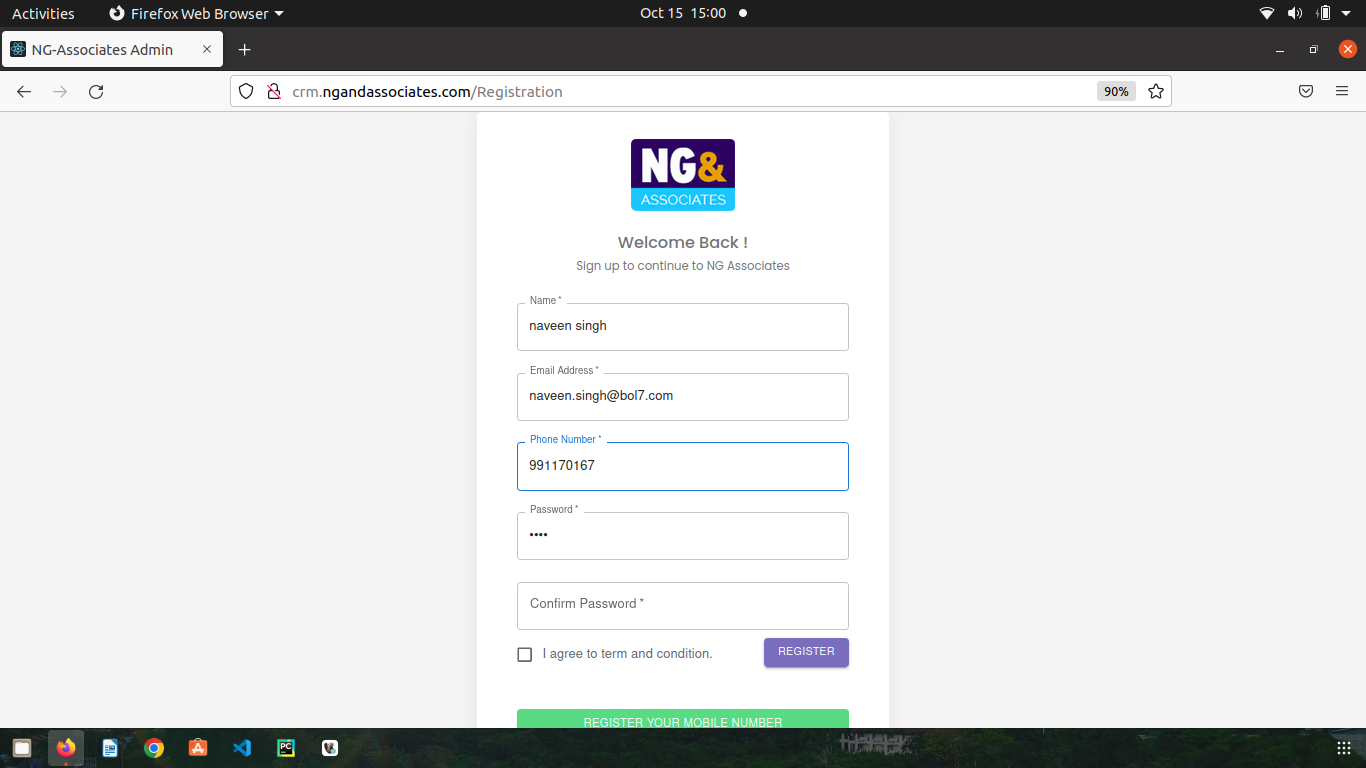 Activities
Firefox Web Browser
Oct 15 15:00
NG-Associates Admin
crm.ngandassociates.com/Registration
90%
NG&
ASSOCIATES
Welcome Back !
Sign up to continue to NG Associates
Name *
naveen singh
Email Address *
naveen.singh@bol7.com
Phone Number *
991170167
Password *
••••
Confirm Password *
I agree to term and condition.
REGISTER
REGISTER YOUR MOBILE NUMBER
PC